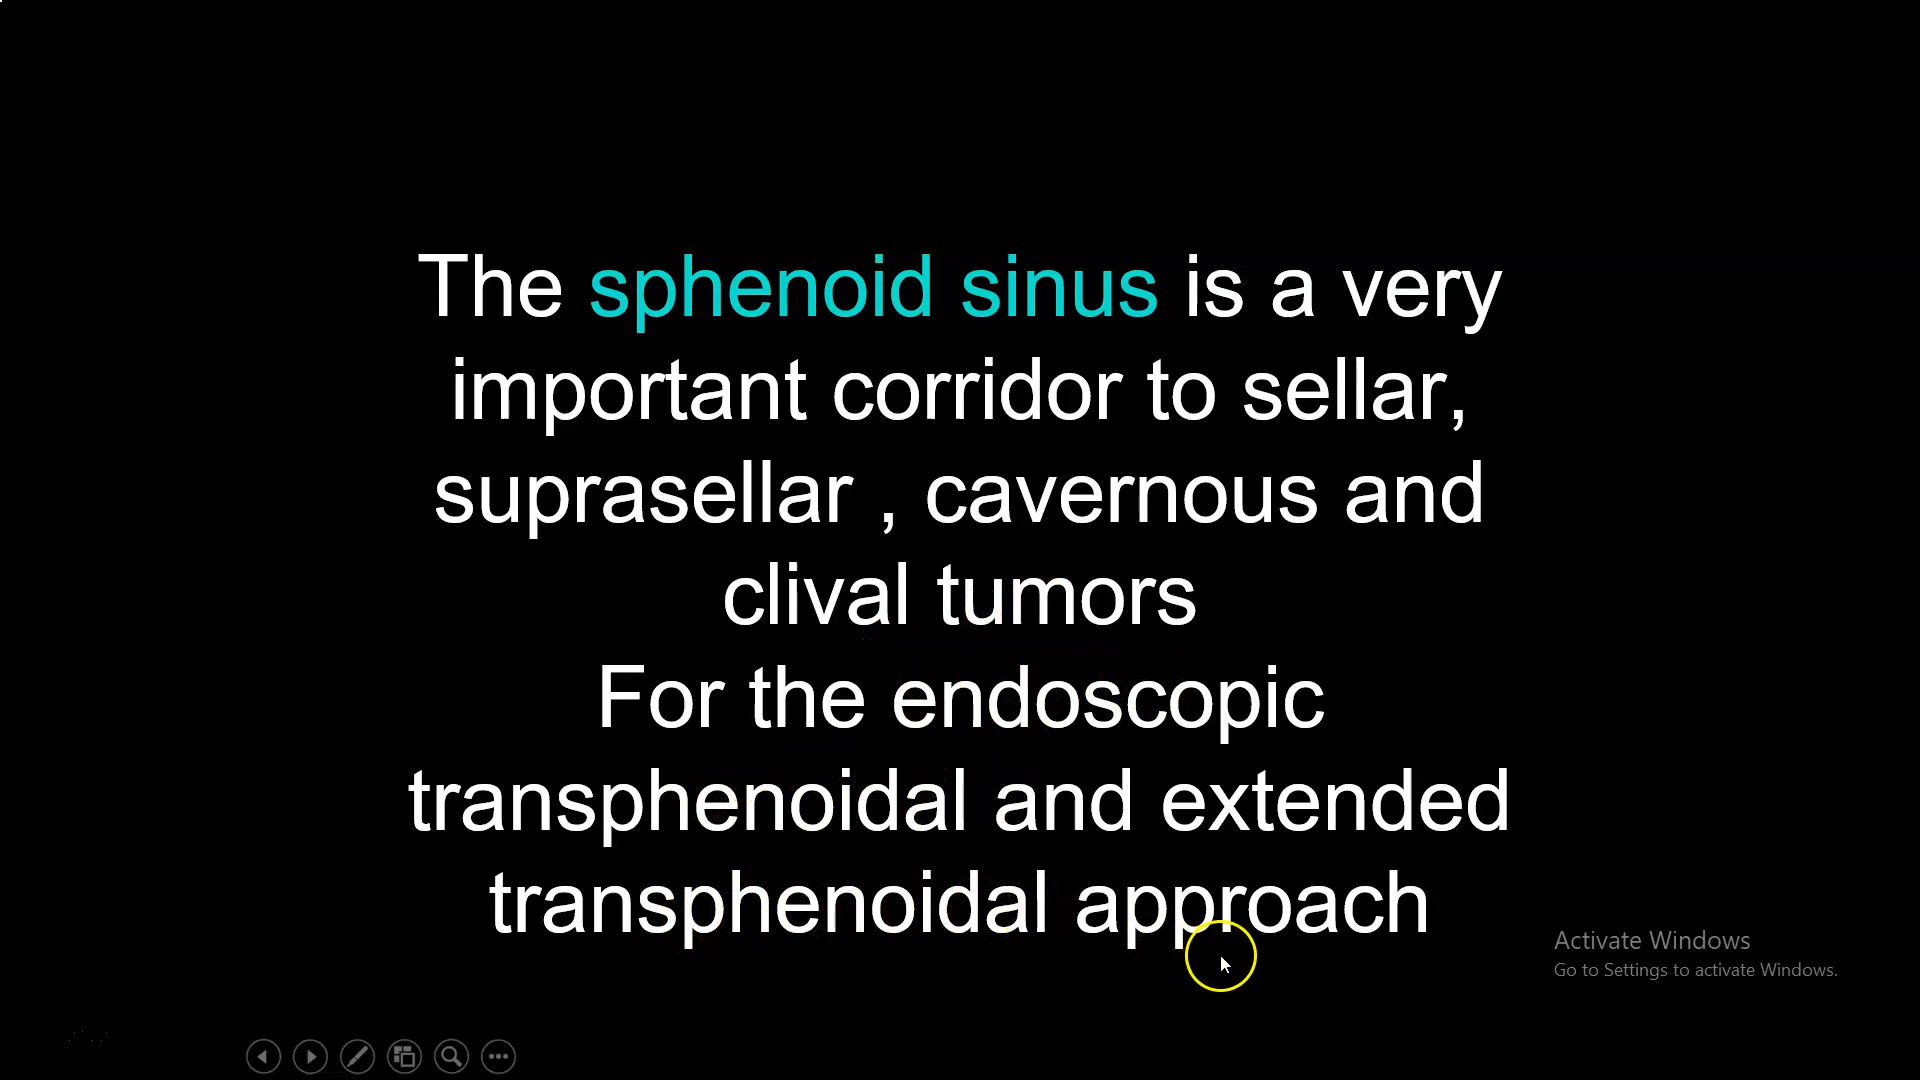 The sphenoid sinus is a very
important corridor to sellar,
suprasellar , cavernous and
clival tumors
For the endoscopic
transphenoidal and extended
transphenoidal approach
Activate Windows
Go to Settings to activate Windows.